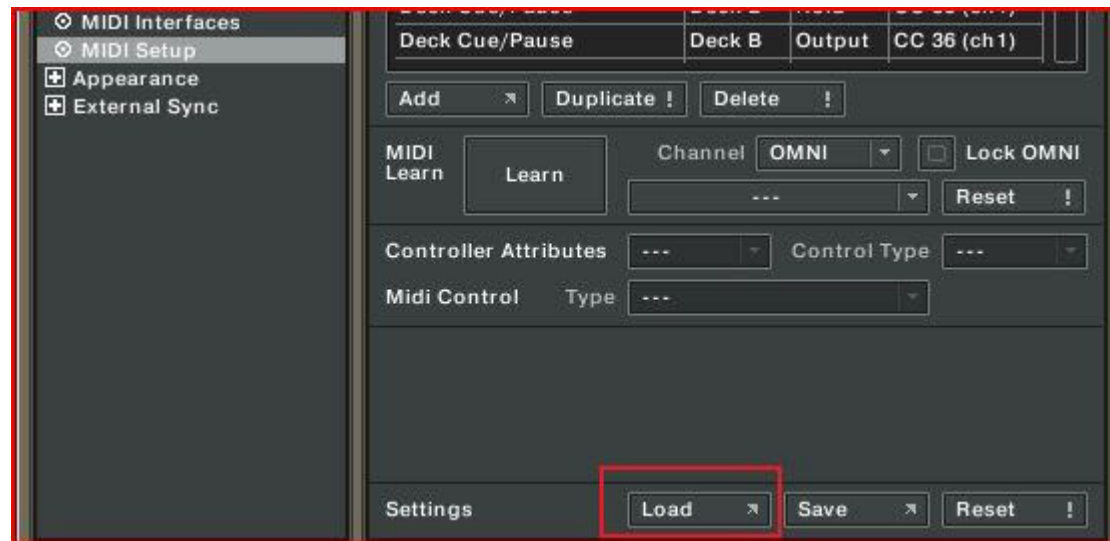 MIDI Interfaces
MIDI Setup
Appearance
External Sync
Deck Cue/Pause Deck B Output CC 36 (ch1)
Add Duplicate ! Delete !
MIDI Learn
Learn
Channel OMNI Lock OMNI
--- Reset !
Controller Attributes --- Control Type ---
Midi Control Type ---
Settings Load Save Reset !